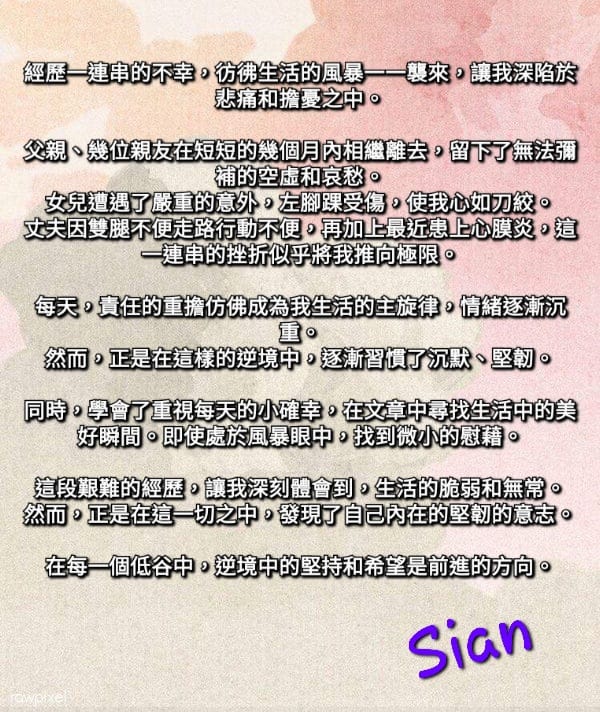 經歷一連串的不幸，彷彿生活的風暴一一襲來，讓我深陷於
悲痛和擔憂之中。
父親、幾位親友在短短的幾個月內相繼離去，留下了無法彌
補的空虛和哀愁。
女兒遭遇了嚴重的意外，左腳踝受傷，使我心如刀絞。
丈夫因雙腿不便走路行動不便，再加上最近患上心膜炎，這
一連串的挫折似乎將我推向極限。
每天，責任的重擔仿佛成為我生活的主旋律，情緒逐漸沉
重。
然而，正是在這樣的逆境中，逐漸習慣了沉默、堅韌。
同時，學會了重視每天的小確幸，在文章中尋找生活中的美
好瞬間。即使處於風暴眼中，找到微小的慰藉。
這段艱難的經歷，讓我深刻體會到，生活的脆弱和無常。
然而，正是在這一切之中，發現了自己內在的堅韌的意志。
在每一個低谷中，逆境中的堅持和希望是前進的方向。
Sian
rawpixel